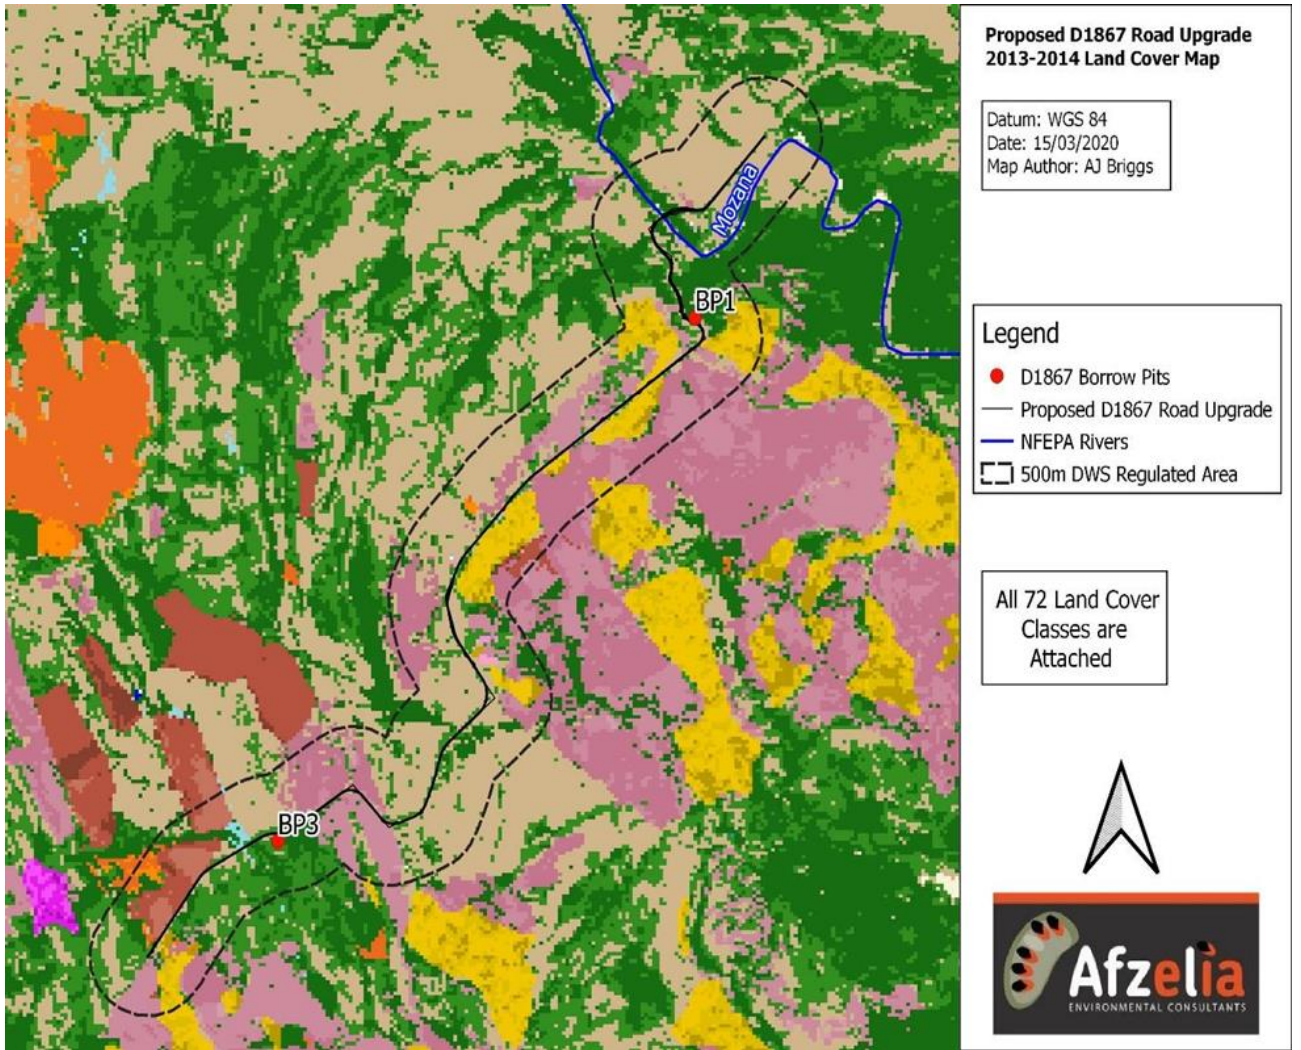 Proposed D1867 Road Upgrade
2013-2014 Land Cover Map
Datum: WGS 84
Date: 15/03/2020
Map Author: AJ Briggs
Mozana
BP1
BP3
Legend
D1867 Borrow Pits
Proposed D1867 Road Upgrade
NFEPA Rivers
500m DWS Regulated Area
All 72 Land Cover
Classes are
Attached
Afzelia
ENVIRONMENTAL CONSULTANTS